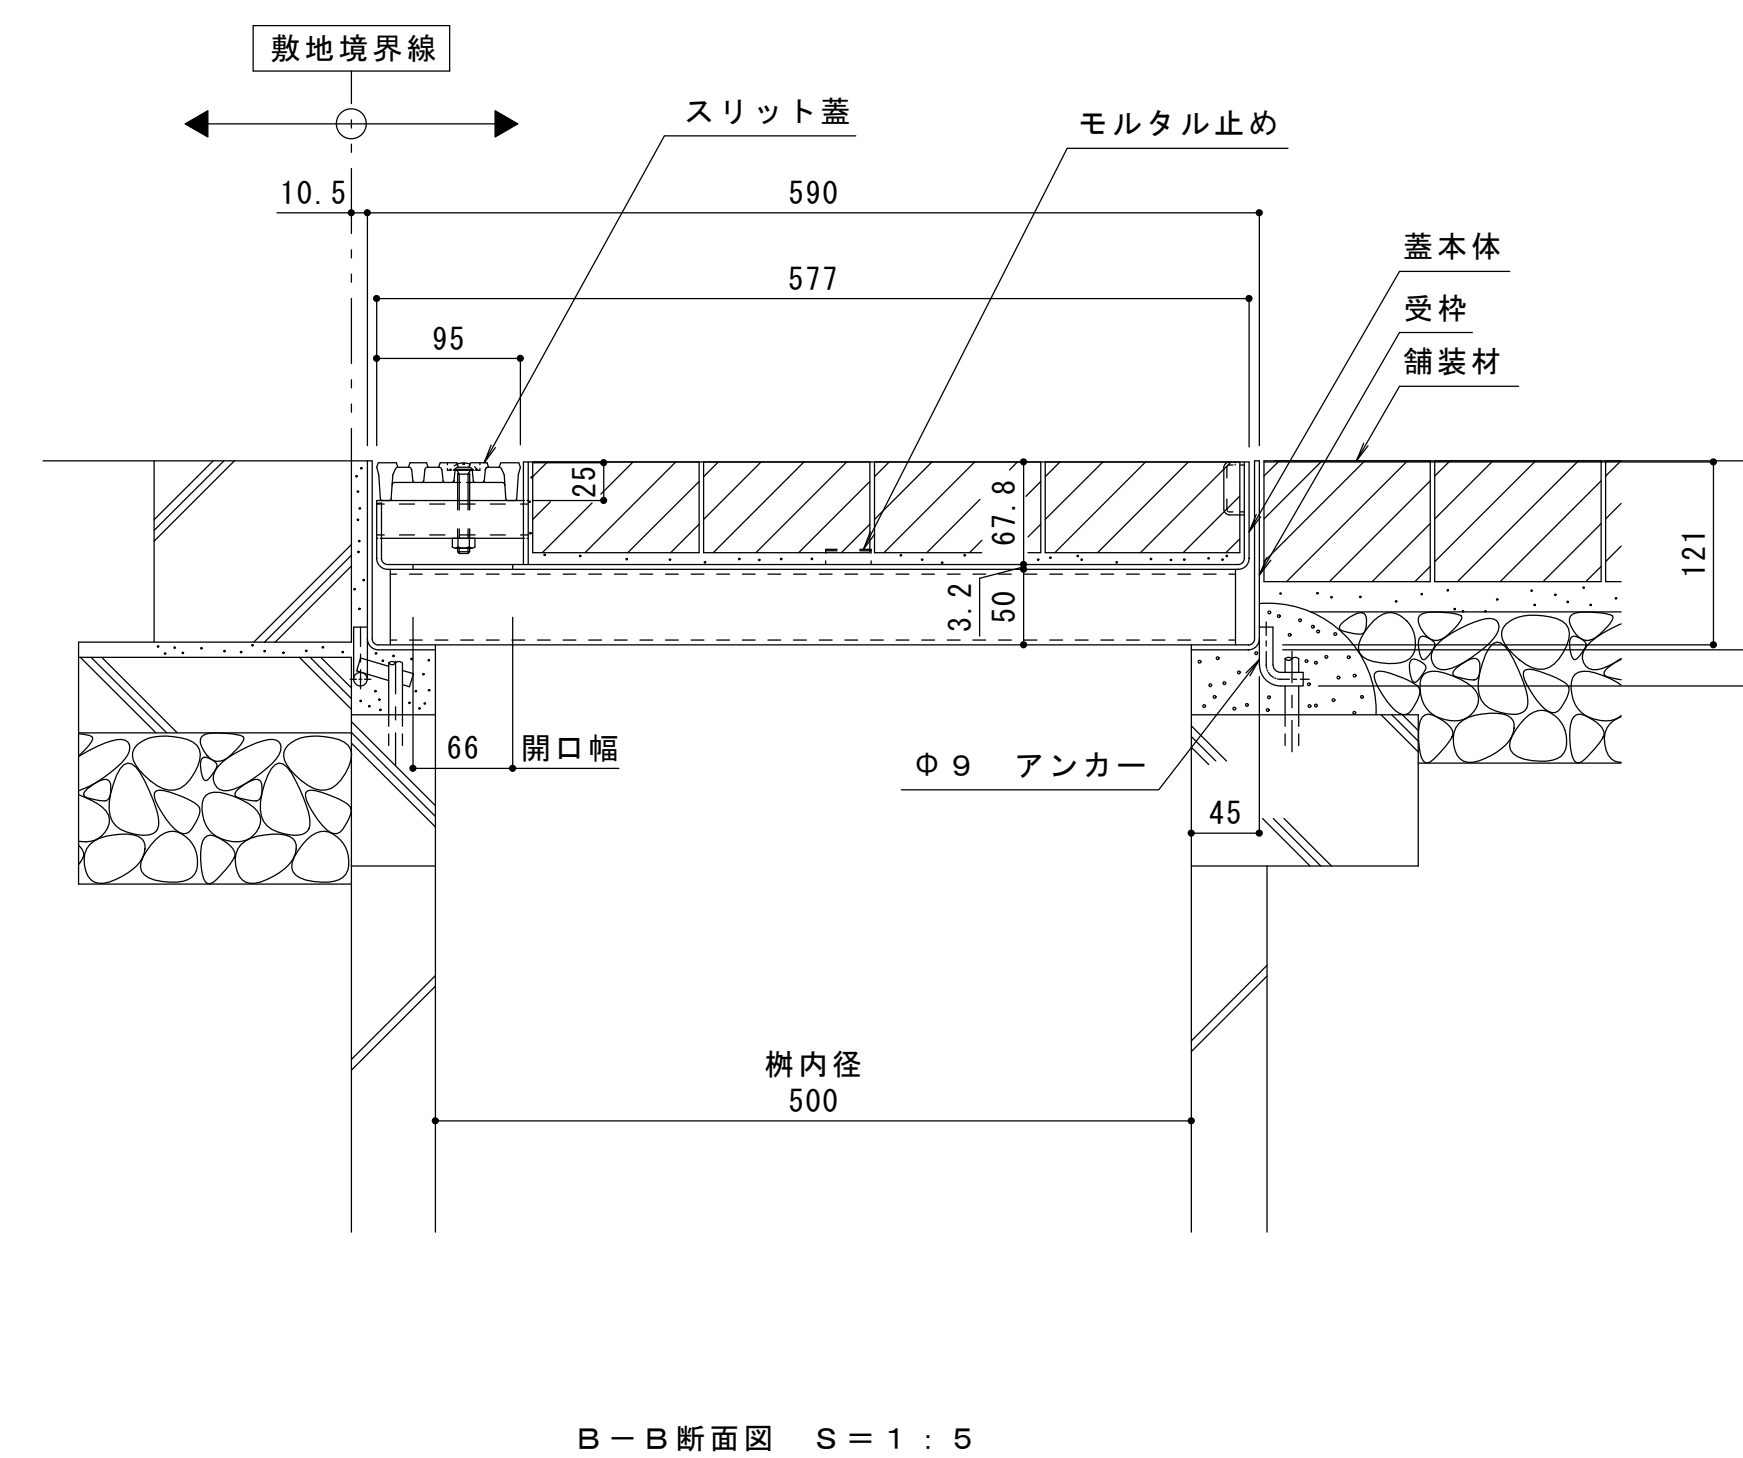 敷地境界線
スリット蓋
モルタル止め
10.5
590
蓋本体
577
受枠
95
舗装材
25
67.8
121
3.2
50
66
開口幅
Φ９　アンカー
45
桝内径
500
Ｂ－Ｂ断面図　Ｓ＝１：５